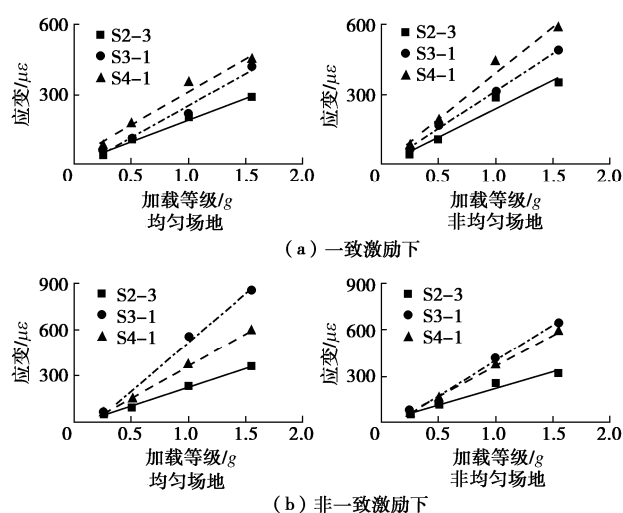 600
300
0
0.5
1.0
1.5
2.0
应变/με
S2-3
S3-1
S4-1
加载等级/g
均匀场地
600
300
0
0.5
1.0
1.5
2.0
应变/με
S2-3
S3-1
S4-1
加载等级/g
非均匀场地
（a）一致激励下
900
600
300
0
0.5
1.0
1.5
2.0
应变/με
S2-3
S3-1
S4-1
加载等级/g
均匀场地
900
600
300
0
0.5
1.0
1.5
2.0
应变/με
S2-3
S3-1
S4-1
加载等级/g
非均匀场地
（b）非一致激励下